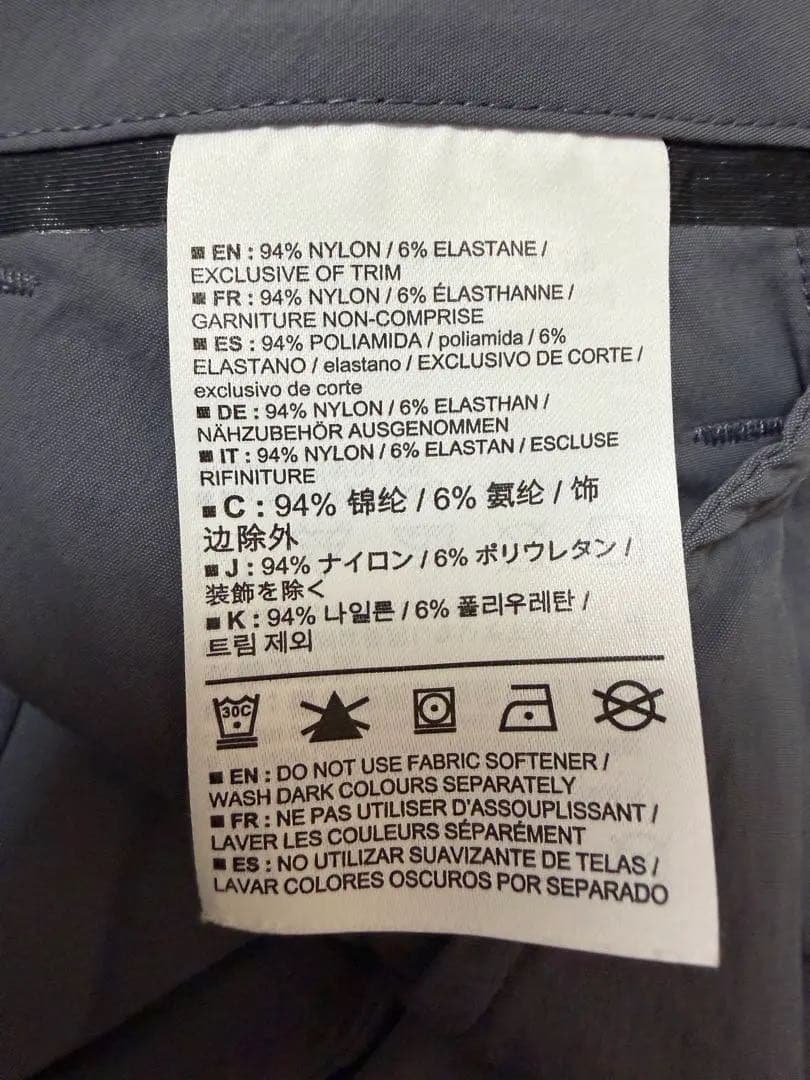 ■ EN : 94% NYLON / 6% ELASTANE /
EXCLUSIVE OF TRIM
■ FR : 94% NYLON / 6% ÉLASTHANNE /
GARNITURE NON-COMPRISE
■ ES : 94% POLIAMIDA / poliamida / 6%
ELASTANO / elastano / EXCLUSIVO DE CORTE /
exclusivo de corte
■ DE : 94% NYLON / 6% ELASTHAN /
NÄHZUBEHÖR AUSGENOMMEN
■ IT : 94% NYLON / 6% ELASTAN / ESCLUSE
RIFINITURE
■ C : 94% 锦纶 / 6% 氨纶 / 饰
边除外
■ J : 94% ナイロン / 6% ポリウレタン /
装飾を除く
■ K : 94% 나일론 / 6% 폴리우레탄 /
트림 제외
30C
■ EN : DO NOT USE FABRIC SOFTENER /
WASH DARK COLOURS SEPARATELY
■ FR : NE PAS UTILISER D'ASSOUPLISSANT /
LAVER LES COULEURS SÉPARÉMENT
■ ES : NO UTILIZAR SUAVIZANTE DE TELAS /
LAVAR COLORES OSCUROS POR SEPARADO